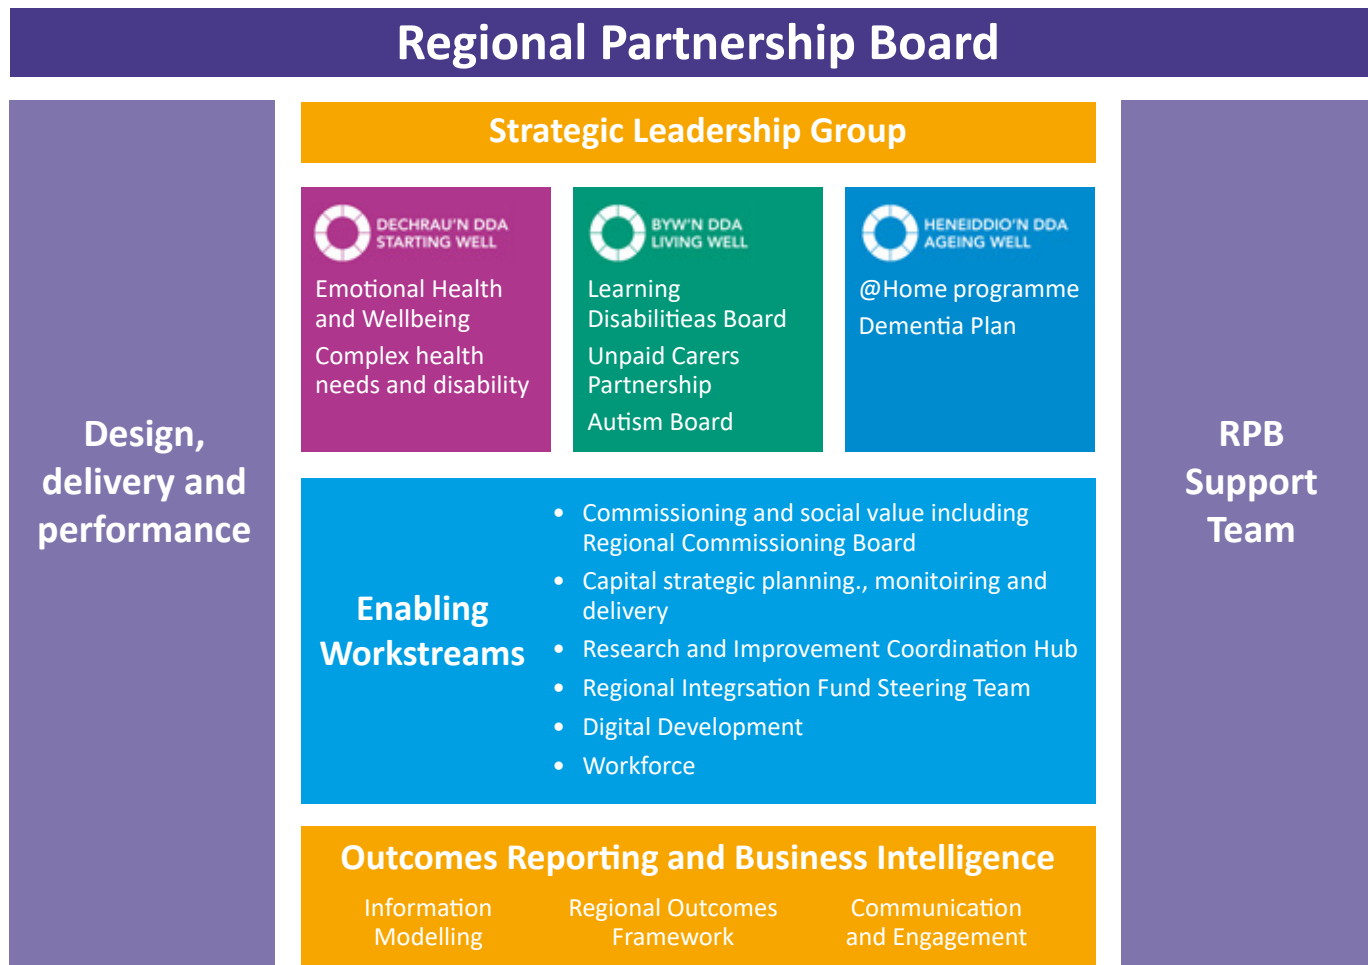 Regional Partnership Board
Design,
delivery and
performance
Strategic Leadership Group
DECHRAU'N DDA
STARTING WELL
Emotional Health
and Wellbeing
Complex health
needs and disability
BYW'N DDA
LIVING WELL
Learning
Disabilitieas Board
Unpaid Carers
Partnership
Autism Board
HENEIDDIO'N DDA
AGEING WELL
@Home programme
Dementia Plan
Enabling
Workstreams
• Commissioning and social value including
Regional Commissioning Board
• Capital strategic planning., monitoiring and
delivery
• Research and Improvement Coordination Hub
• Regional Integrsation Fund Steering Team
• Digital Development
• Workforce
Outcomes Reporting and Business Intelligence
Information
Modelling
Regional Outcomes
Framework
Communication
and Engagement
RPB
Support
Team